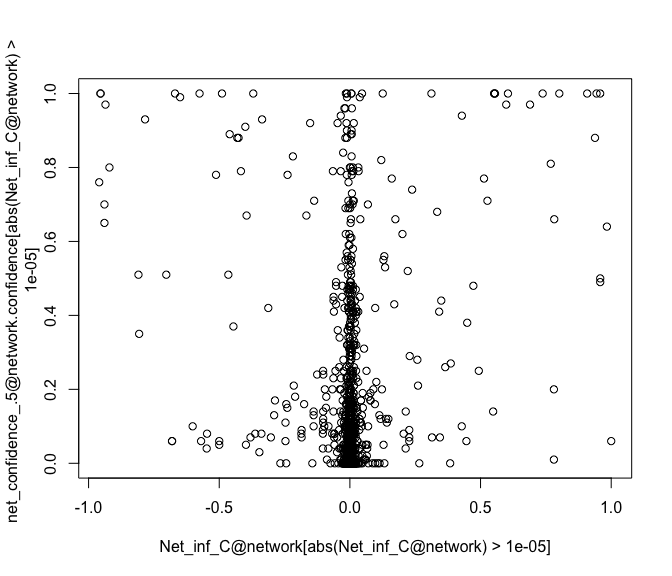 net_confidence_.5@network.confidence[abs(Net_inf_C@network) >
1e-05]
1.0
0.8
0.6
0.4
0.2
0.0
-1.0 -0.5 0.0 0.5 1.0
Net_inf_C@network[abs(Net_inf_C@network) > 1e-05]